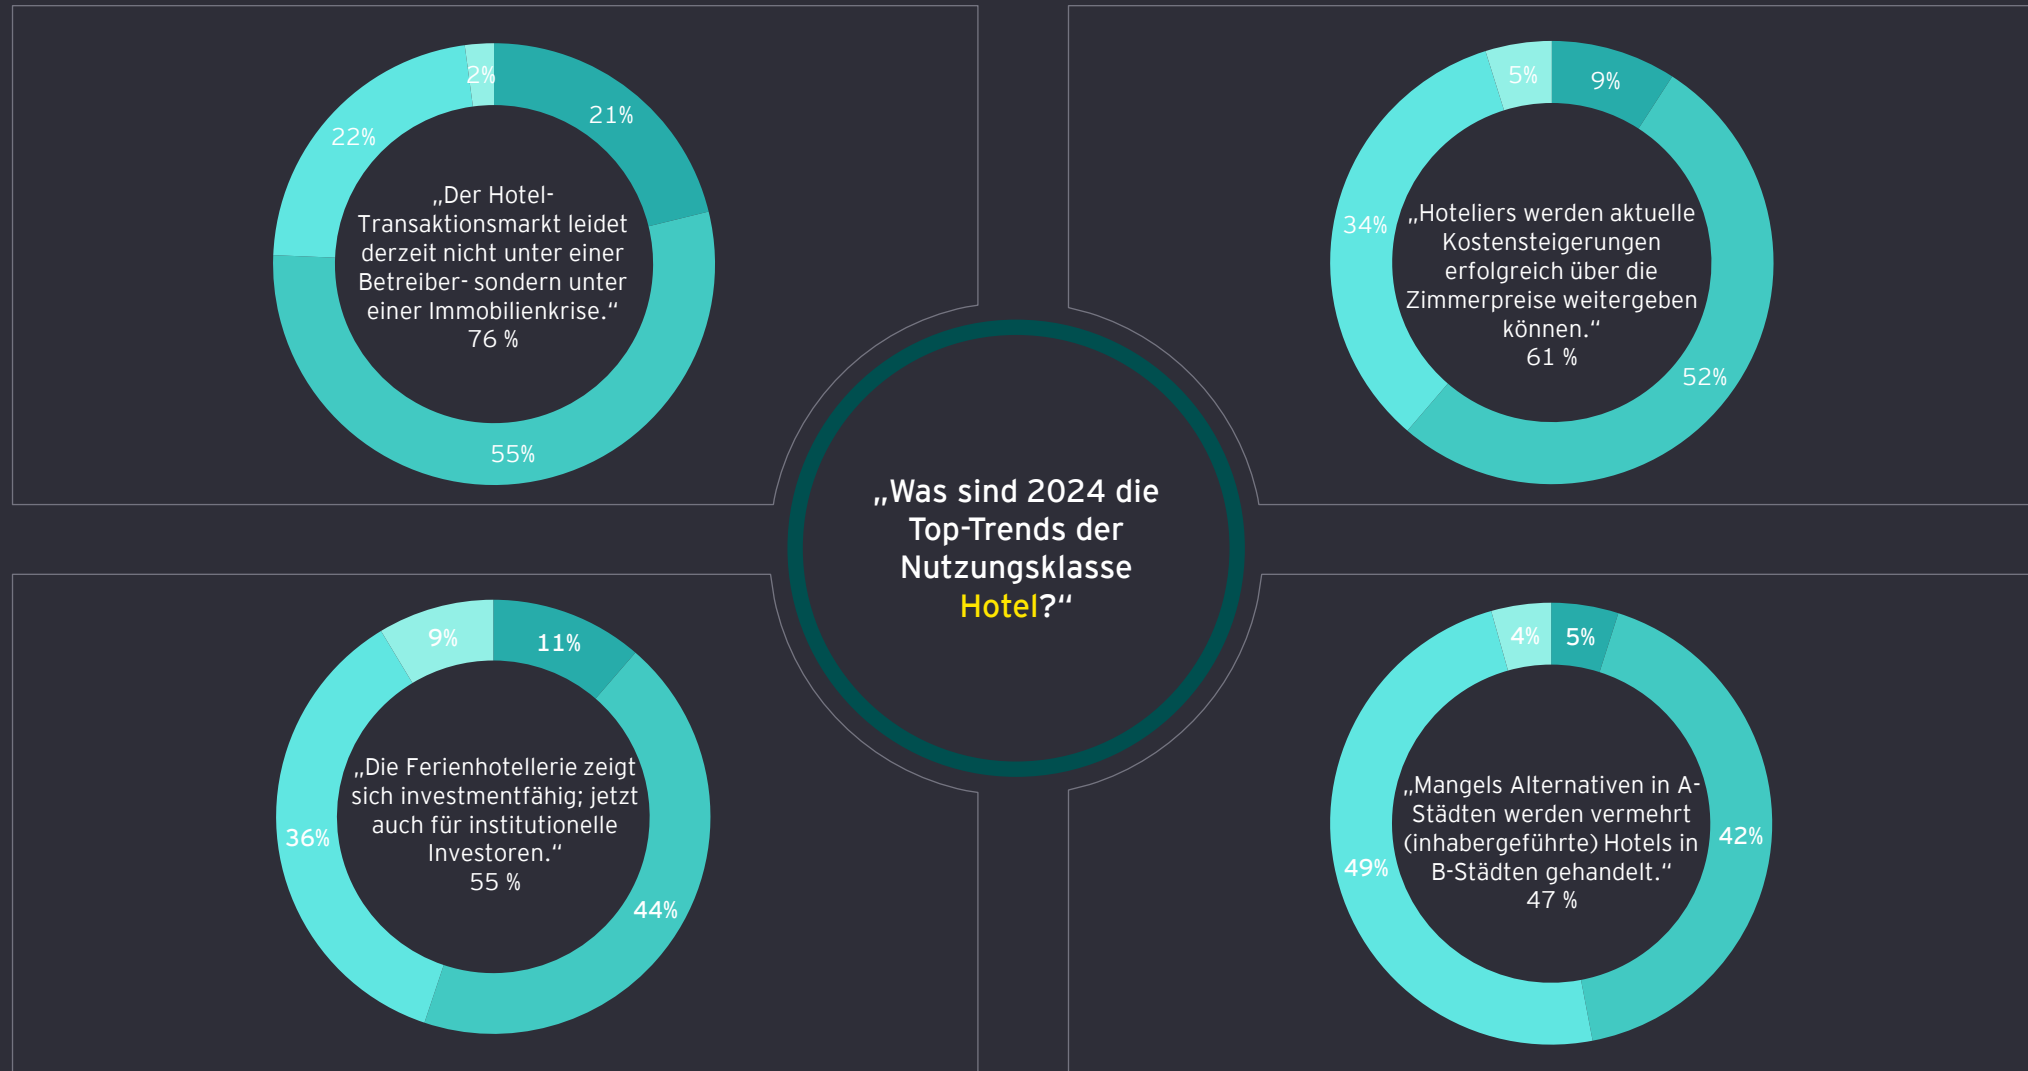 2%
21%
22%
55%
„Der Hotel-
Transaktionsmarkt leidet
derzeit nicht unter einer
Betreiber- sondern unter
einer Immobilienkrise.“
76 %
5%
9%
34%
52%
„Hoteliers werden aktuelle
Kostensteigerungen
erfolgreich über die
Zimmerpreise weitergeben
können.“
61 %
„Was sind 2024 die
Top-Trends der
Nutzungsklasse
Hotel?“
9%
11%
36%
44%
„Die Ferienhotellerie zeigt
sich investmentfähig; jetzt
auch für institutionelle
Investoren.“
55 %
4%
5%
49%
42%
„Mangels Alternativen in A-
Städten werden vermehrt
(inhabergeführte) Hotels in
B-Städten gehandelt.“
47 %